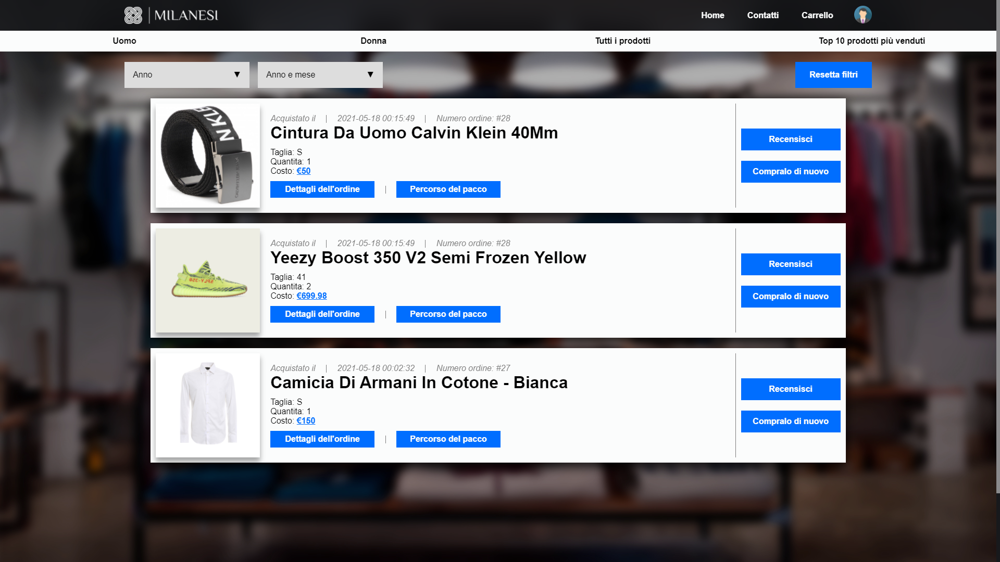 MILANESI
Home
Contatti
Carrello
Uomo
Donna
Tutti i prodotti
Top 10 prodotti più venduti
Anno ▼
Anno e mese ▼
Resetta filtri
NKLE
CALVIN KLEIN JEANS
Acquistato il | 2021-05-18 00:15:49 | Numero ordine: #28
Cintura Da Uomo Calvin Klein 40Mm
Taglia: S
Quantita: 1
Costo: €50
Dettagli dell'ordine | Percorso del pacco
Recensisci
Compralo di nuovo
SPLY-350
Acquistato il | 2021-05-18 00:15:49 | Numero ordine: #28
Yeezy Boost 350 V2 Semi Frozen Yellow
Taglia: 41
Quantita: 2
Costo: €699.98
Dettagli dell'ordine | Percorso del pacco
Recensisci
Compralo di nuovo
Acquistato il | 2021-05-18 00:02:32 | Numero ordine: #27
Camicia Di Armani In Cotone - Bianca
Taglia: S
Quantita: 1
Costo: €150
Dettagli dell'ordine | Percorso del pacco
Recensisci
Compralo di nuovo